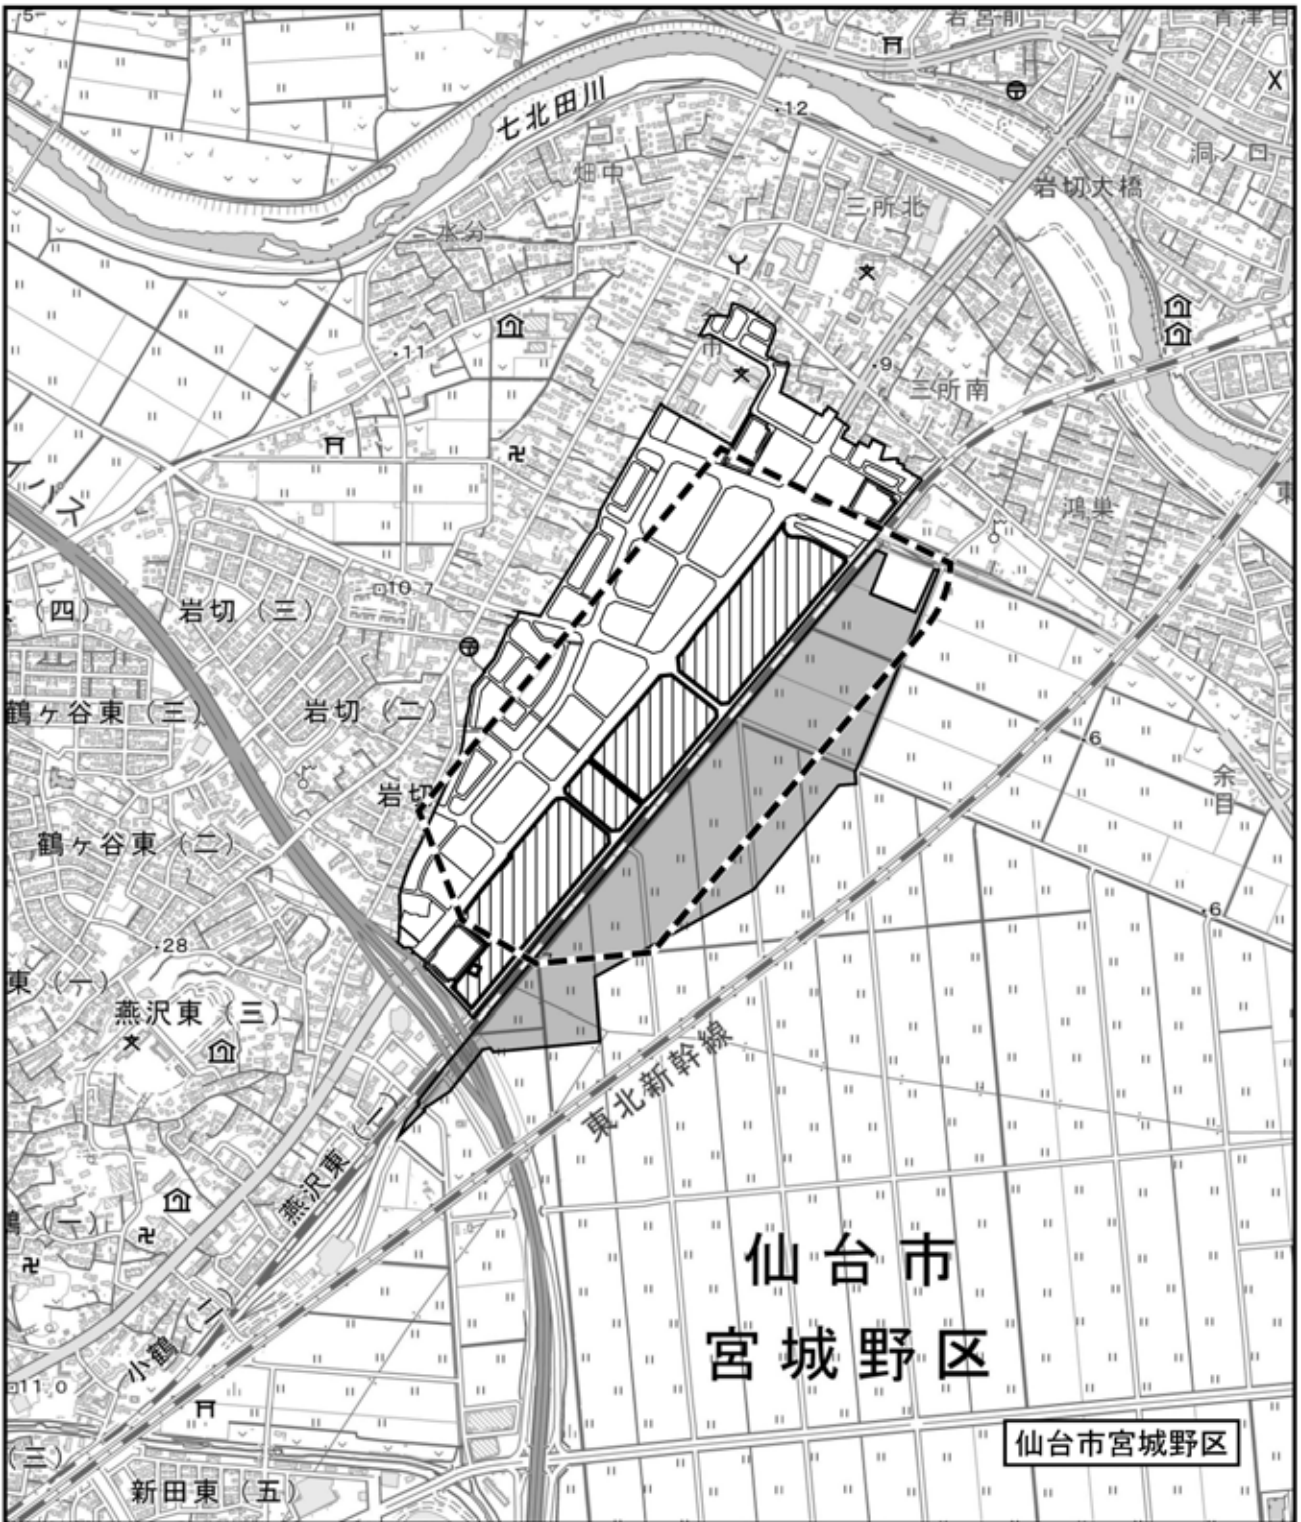 若宮前
七北田川
12
洞ノ口
畑中
岩切大橋
三所北
水分
11
9
三所南
鴻巣
10.7
(四)
岩切(三)
鶴ヶ谷東(三)
岩切(二)
6
余目
岩切
鶴ヶ谷東(二)
6
28
東(一)
燕沢東(三)
東北新幹線
燕沢東(一)
(一)
仙台市
宮城野区
小鶴(二)
11.0
仙台市宮城野区
(三)
新田東(五)